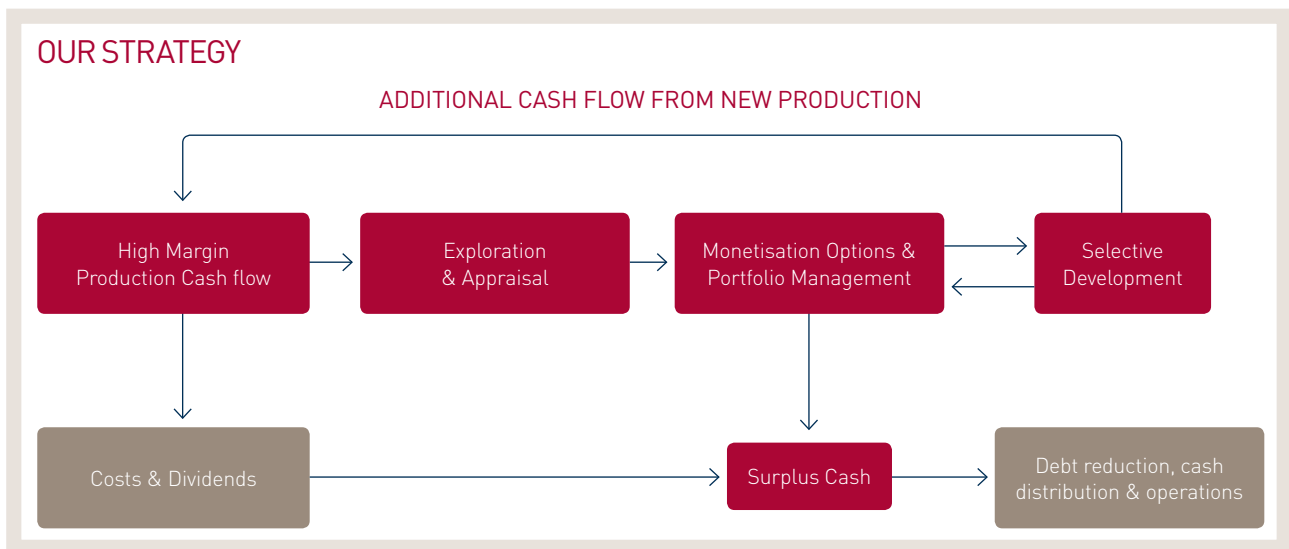 OUR STRATEGY
ADDITIONAL CASH FLOW FROM NEW PRODUCTION
High Margin
Production Cash flow
Exploration
& Appraisal
Monetisation Options &
Portfolio Management
Selective
Development
Costs & Dividends
Surplus Cash
Debt reduction, cash
distribution & operations